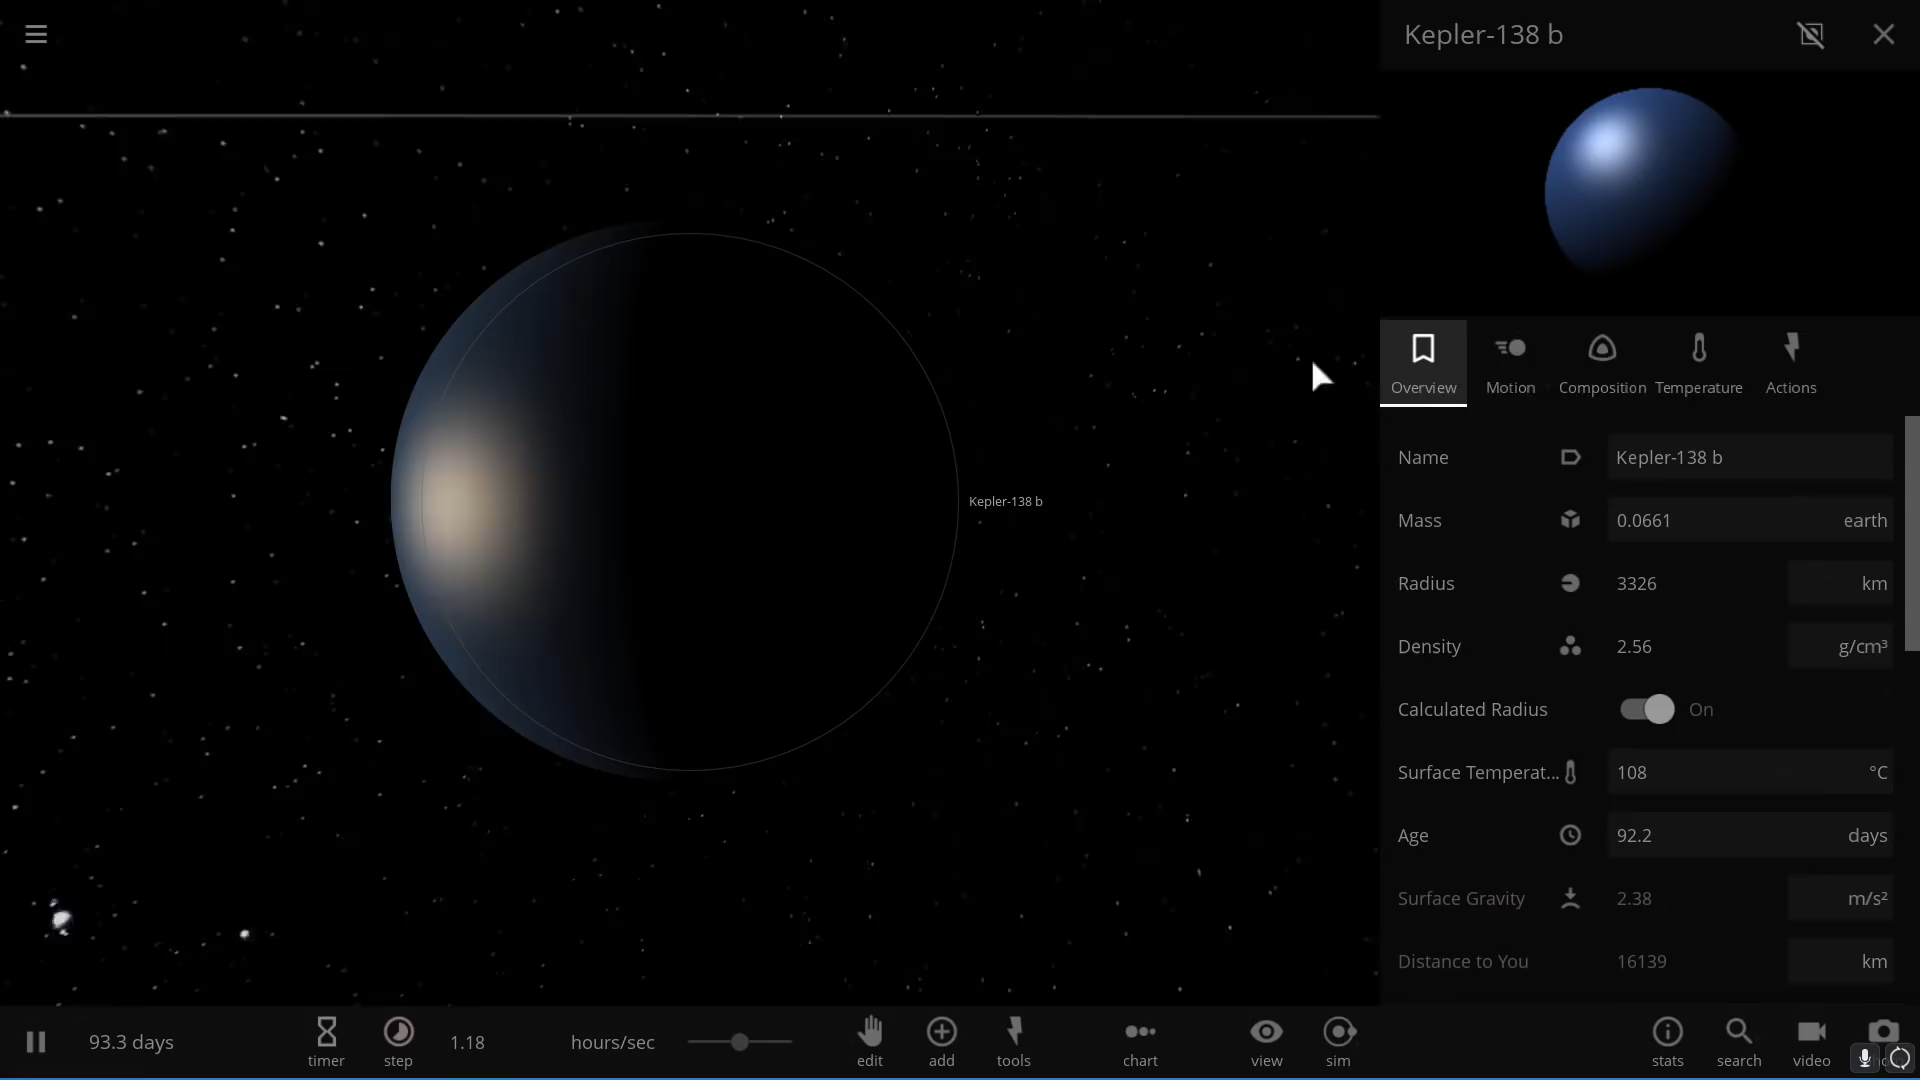 Kepler-138 b
Overview
Motion
Composition
Temperature
Actions
Name
Kepler-138 b
Mass
0.0661 earth
Radius
3326 km
Density
2.56 g/cm³
Calculated Radius
On
Surface Temperat...
108 °C
Age
92.2 days
Surface Gravity
2.38 m/s²
Distance to You
16139 km
Kepler-138 b
93.3 days
timer
step
1.18 hours/sec
edit
add
tools
chart
view
sim
stats
search
video